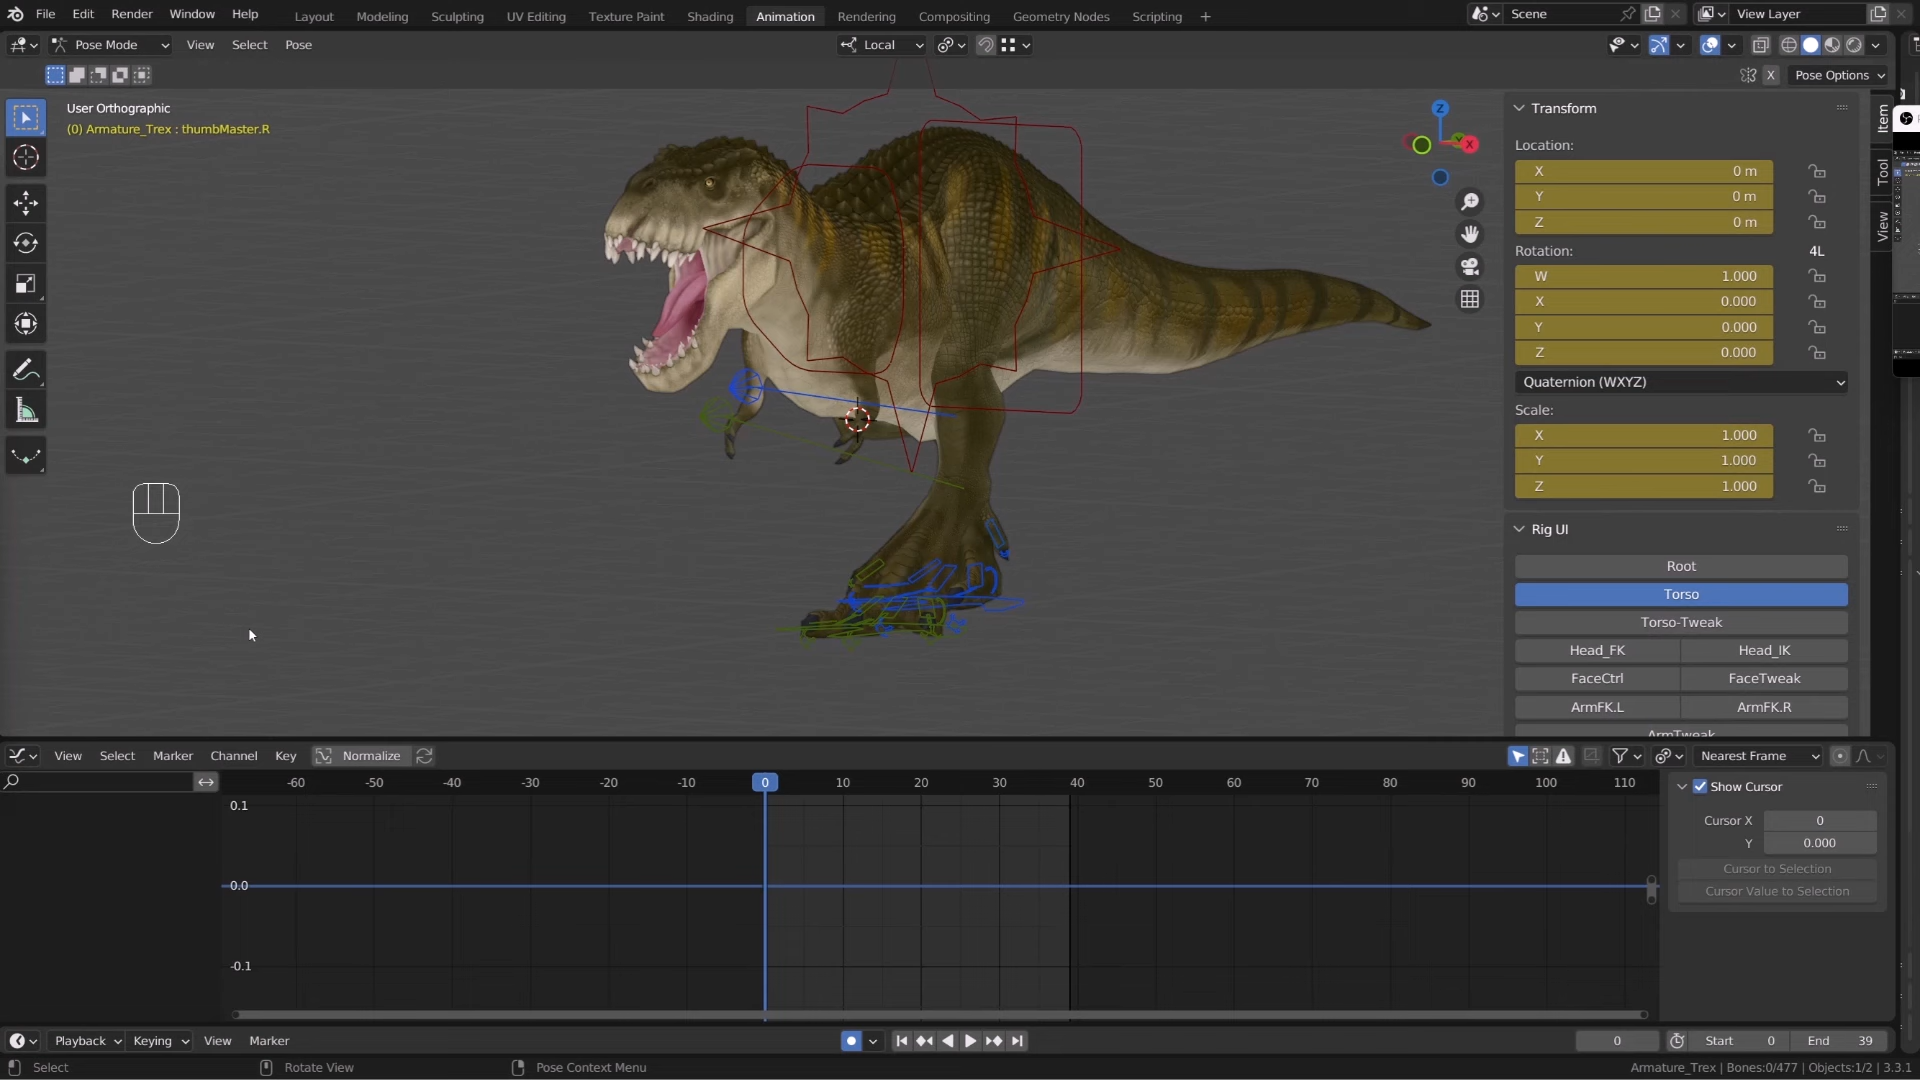 File Edit Render Window Help Layout Modeling Sculpting UV Editing Texture Paint Shading Animation Rendering Compositing Geometry Nodes Scripting + Scene View Layer
Pose Mode View Select Pose Local
X Pose Options
User Orthographic
(0) Armature_Trex : thumbMaster.R
Z
X
Item
Tool
View
Transform
Location:
X 0 m
Y 0 m
Z 0 m
Rotation: 4L
W 1.000
X 0.000
Y 0.000
Z 0.000
Quaternion (WXYZ)
Scale:
X 1.000
Y 1.000
Z 1.000
Rig UI
Root
Torso
Torso-Tweak
Head_FK Head_IK
FaceCtrl FaceTweak
ArmFK.L ArmFK.R
ArmTweak
View Select Marker Channel Key Normalize Nearest Frame
-60 -50 -40 -30 -20 -10 0 10 20 30 40 50 60 70 80 90 100 110
0.1
0.0
-0.1
Show Cursor
Cursor X 0
Y 0.000
Cursor to Selection
Cursor Value to Selection
Playback Keying View Marker 0 Start 0 End 39
Select Rotate View Pose Context Menu Armature_Trex | Bones:0/477 | Objects:1/2 | 3.3.1